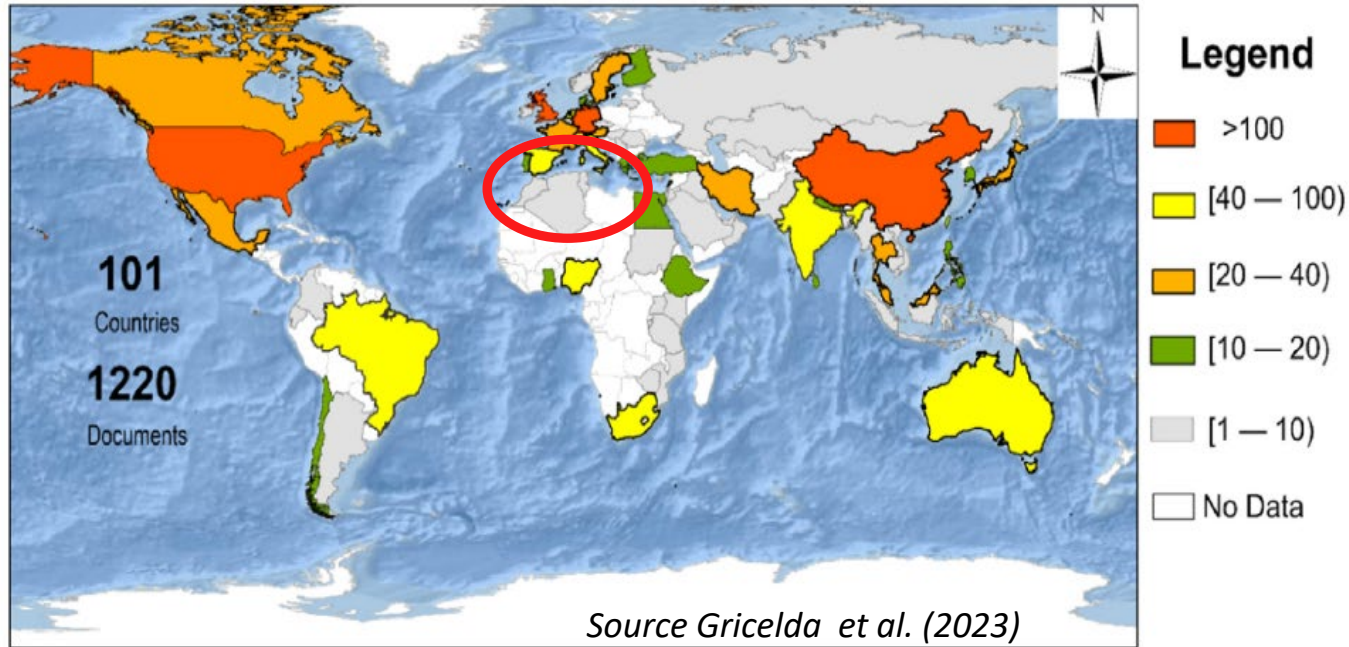 N
101
Countries
1220
Documents
Source Gricelda et al. (2023)
Legend
>100
[40 — 100)
[20 — 40)
[10 — 20)
[1 — 10)
No Data